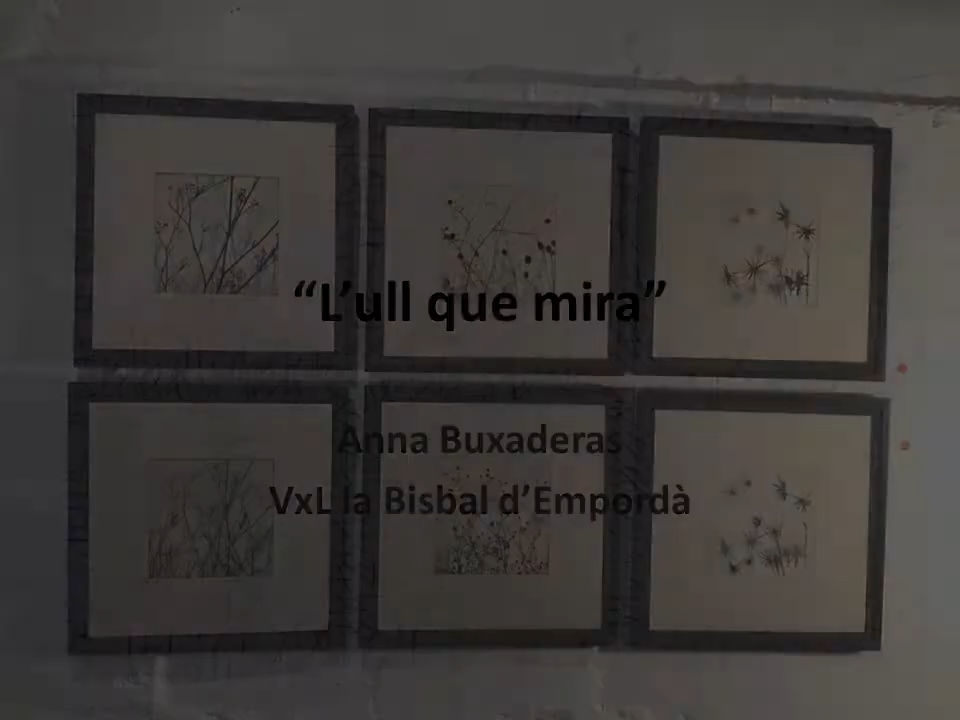 “L’ull que mira”
Anna Buxaderas
VxL la Bisbal d’Empordà